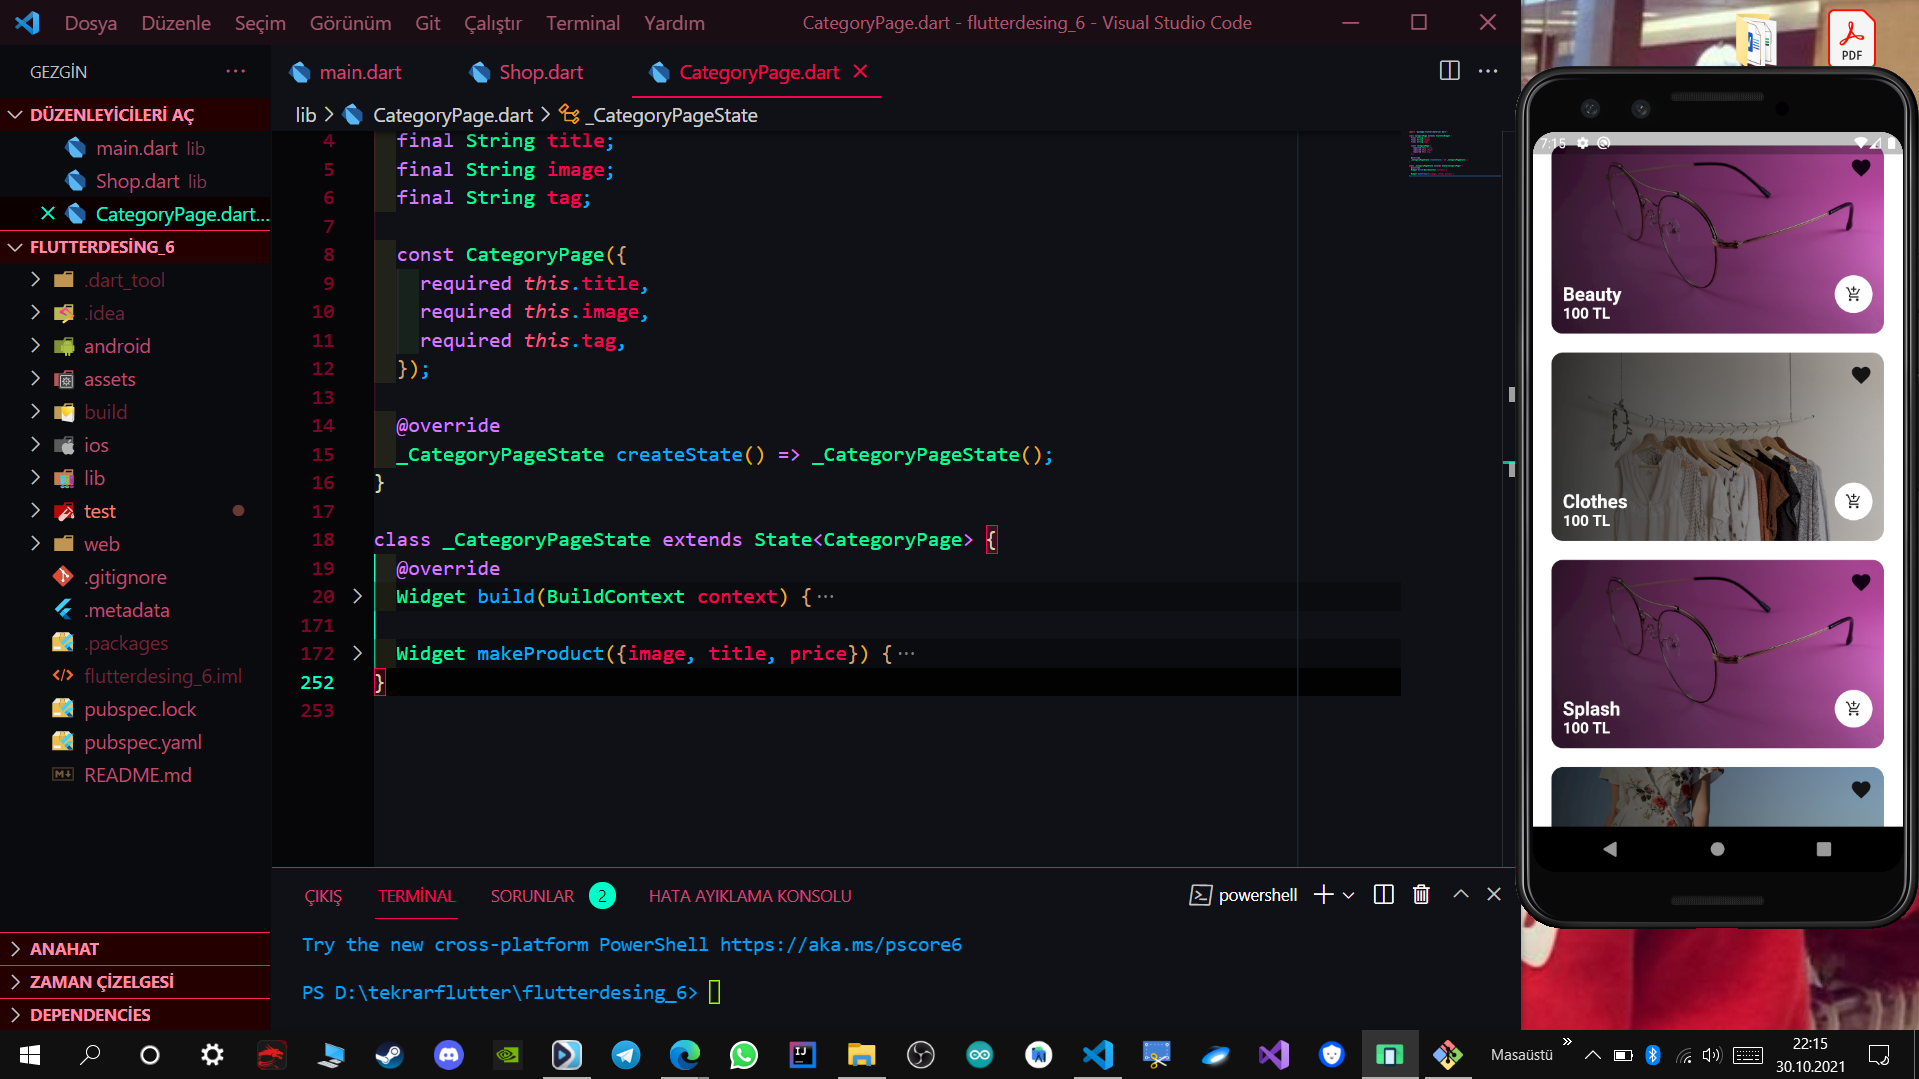 Dosya Düzenle Seçim Görünüm Git Çalıştır Terminal Yardım
CategoryPage.dart - flutterdesing_6 - Visual Studio Code
GEZGİN
DÜZENLEYİCİLERİ AÇ
main.dart lib
Shop.dart lib
CategoryPage.dart...
FLUTTERDESİNG_6
.dart_tool
.idea
android
assets
build
ios
lib
test
web
.gitignore
.metadata
.packages
flutterdesing_6.iml
pubspec.lock
pubspec.yaml
README.md
ANAHAT
ZAMAN ÇİZELGESİ
DEPENDENCİES
main.dart Shop.dart CategoryPage.dart
lib > CategoryPage.dart > _CategoryPageState
4 final String title;
5 final String image;
6 final String tag;
7
8 const CategoryPage({
9 required this.title,
10 required this.image,
11 required this.tag,
12 });
13
14 @override
15 _CategoryPageState createState() => _CategoryPageState();
16 }
17
18 class _CategoryPageState extends State<CategoryPage> {
19 @override
20 Widget build(BuildContext context) {···
171
172 Widget makeProduct({image, title, price}) {···
252 }
253
ÇIKIŞ TERMİNAL SORUNLAR 2 HATA AYIKLAMA KONSOLU
powershell
Try the new cross-platform PowerShell https://aka.ms/pscore6
PS D:\tekrarflutter\flutterdesing_6>
PDF
7:15
Beauty
100 TL
Clothes
100 TL
Splash
100 TL
Masaüstü
22:15
30.10.2021